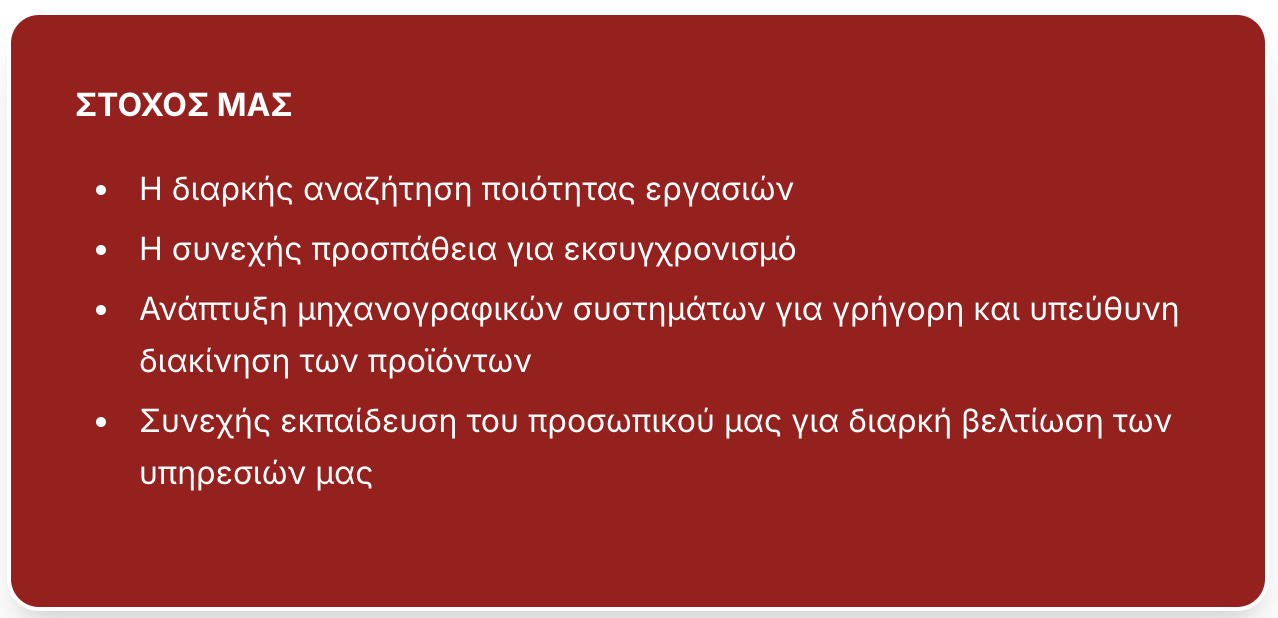 ΣΤΟΧΟΣ ΜΑΣ
• Η διαρκής αναζήτηση ποιότητας εργασιών
• Η συνεχής προσπάθεια για εκσυγχρονισμό
• Ανάπτυξη μηχανογραφικών συστημάτων για γρήγορη και υπεύθυνη
διακίνηση των προϊόντων
• Συνεχής εκπαίδευση του προσωπικού μας για διαρκή βελτίωση των
υπηρεσιών μας